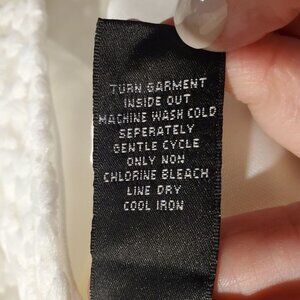 TURN GARMENT
INSIDE OUT
MACHINE WASH COLD
SEPERATELY
GENTLE CYCLE
ONLY NON
CHLORINE BLEACH
LINE DRY
COOL IRON